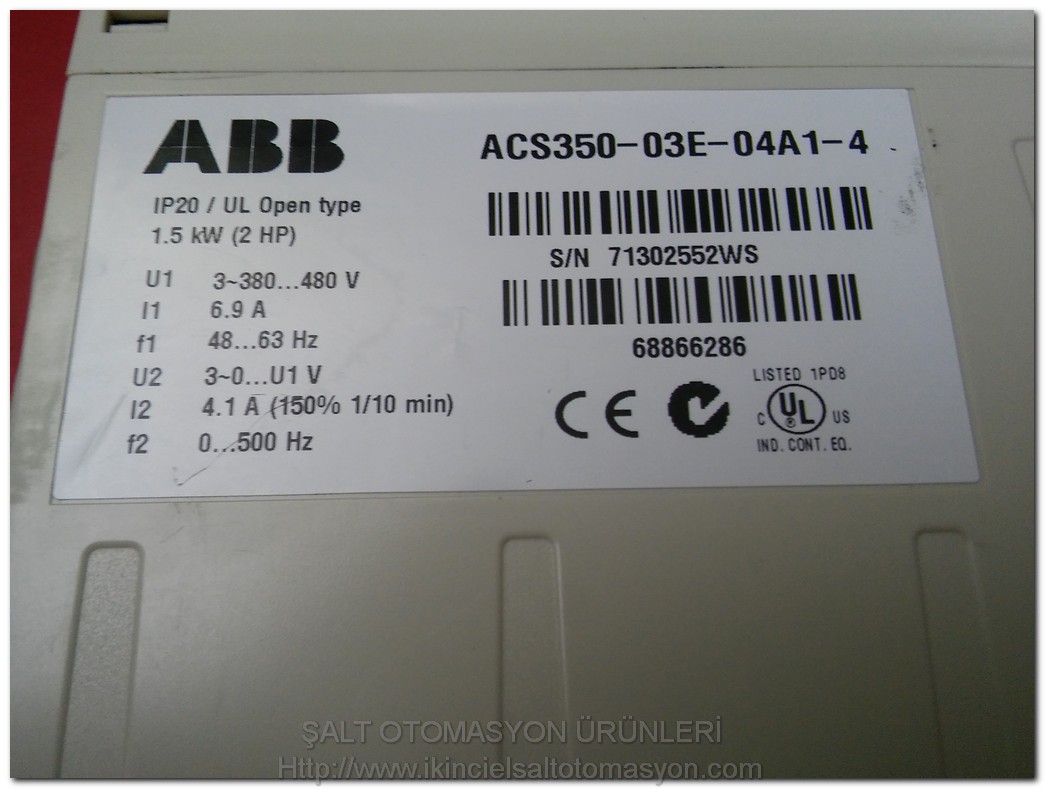 ABB
ACS350-03E-04A1-4
IP20 / UL Open type
1.5 kW (2 HP)
S/N 71302552WS
U1 3~380...480 V
I1 6.9 A
f1 48...63 Hz
68866286
U2 3~0...U1 V
I2 4.1 A (150% 1/10 min)
f2 0...500 Hz
CE
LISTED 1PD8
C UL ® US
IND. CONT. EQ.
ŞALT OTOMASYON ÜRÜNLERİ
Http://www.ikincielsaltotomasyon.com